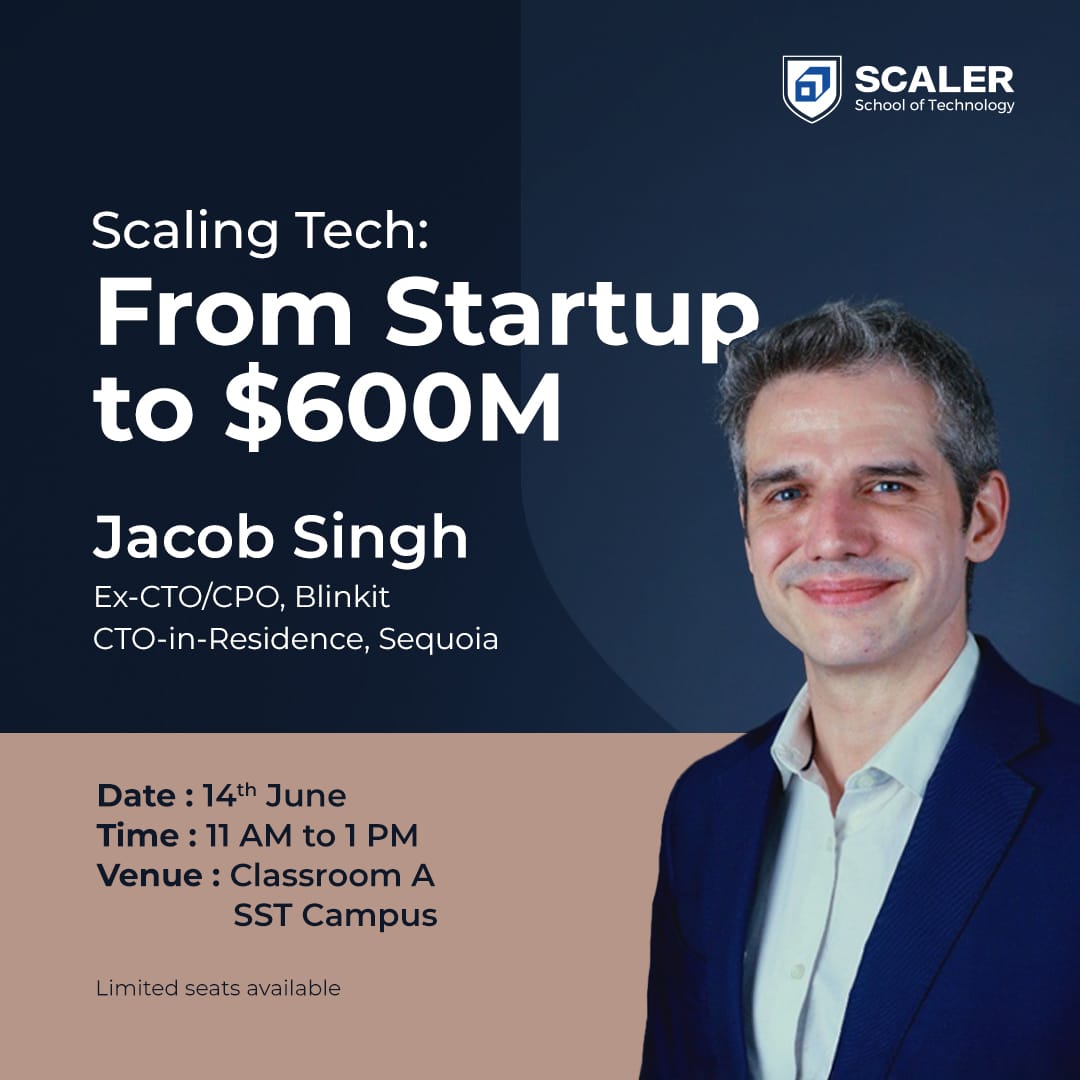 SCALER
School of Technology
Scaling Tech:
From Startup
to $600M
Jacob Singh
Ex-CTO/CPO, Blinkit
CTO-in-Residence, Sequoia
Date : 14th June
Time : 11 AM to 1 PM
Venue : Classroom A
SST Campus
Limited seats available